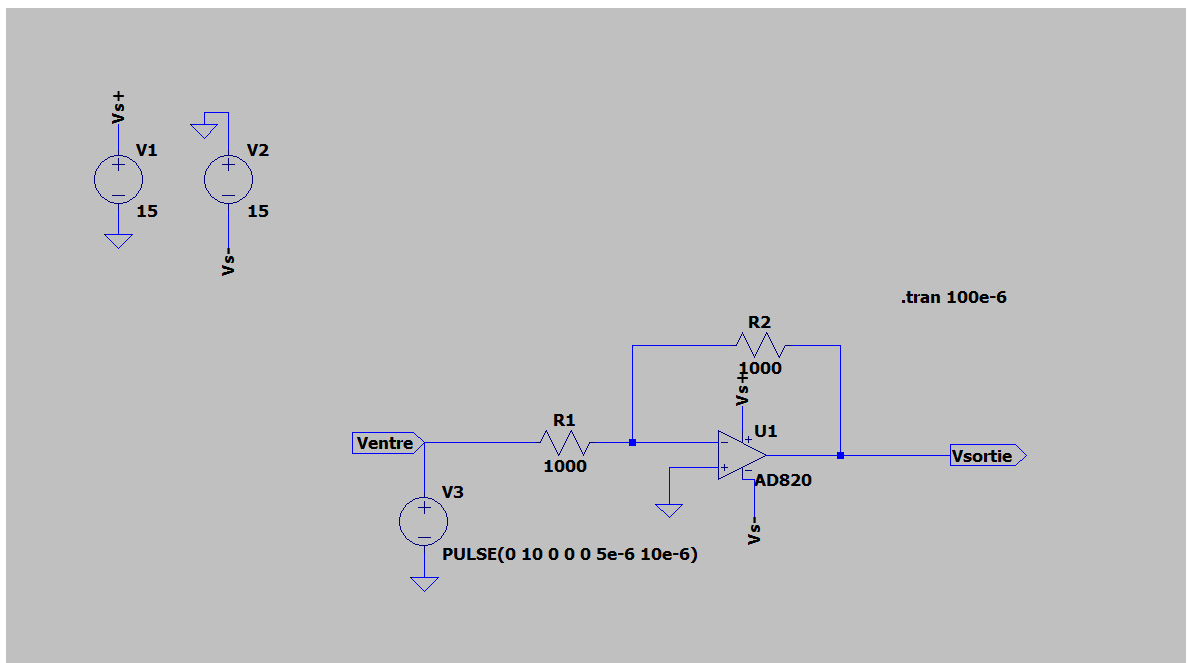 Vs+
V1
15
V2
15
Vs-
.tran 100e-6
R2
1000
Vs+
U1
AD820
Vs-
R1
1000
Ventre
Vsortie
V3
PULSE(0 10 0 0 0 5e-6 10e-6)